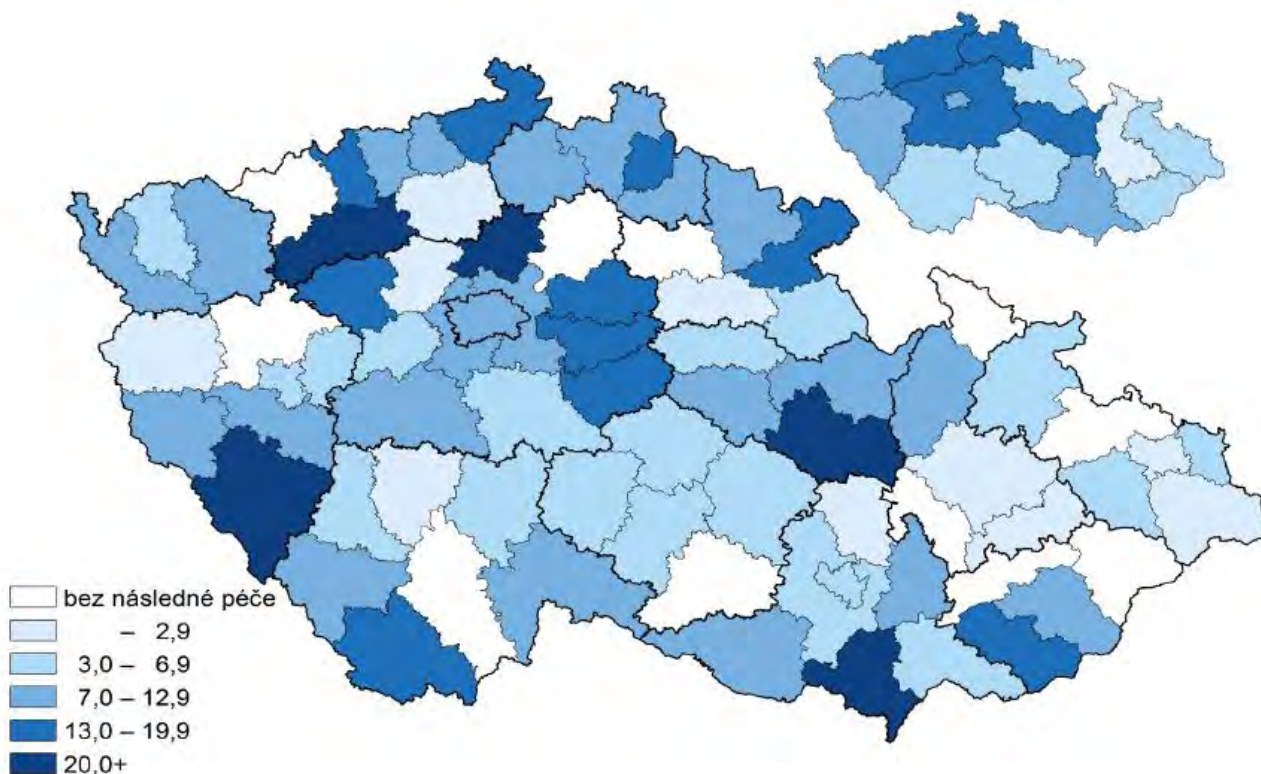 bez následné péče
– 2,9
3,0 – 6,9
7,0 – 12,9
13,0 – 19,9
20,0+